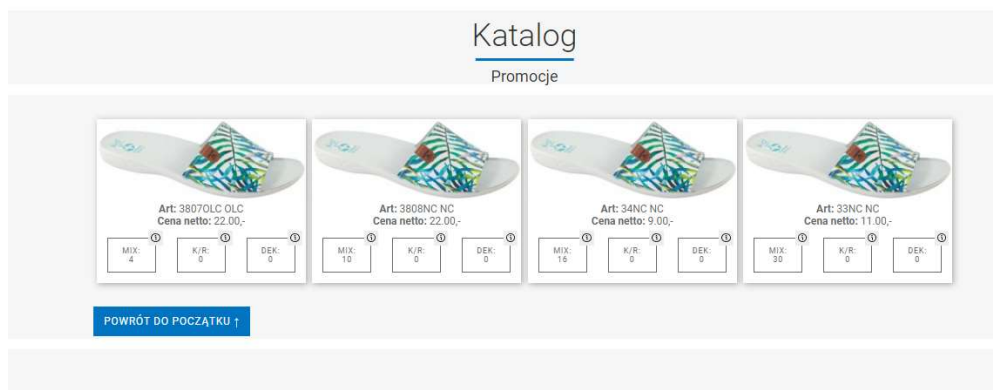 Katalog
Promocje
Art: 3807OLC OLC
Cena netto: 22.00,-
MIX: 4
K/R: 0
DEK: 0
Art: 3808NC NC
Cena netto: 22.00,-
MIX: 10
K/R: 0
DEK: 0
Art: 34NC NC
Cena netto: 9.00,-
MIX: 16
K/R: 0
DEK: 0
Art: 33NC NC
Cena netto: 11.00,-
MIX: 30
K/R: 0
DEK: 0
POWRÓT DO POCZĄTKU ↑